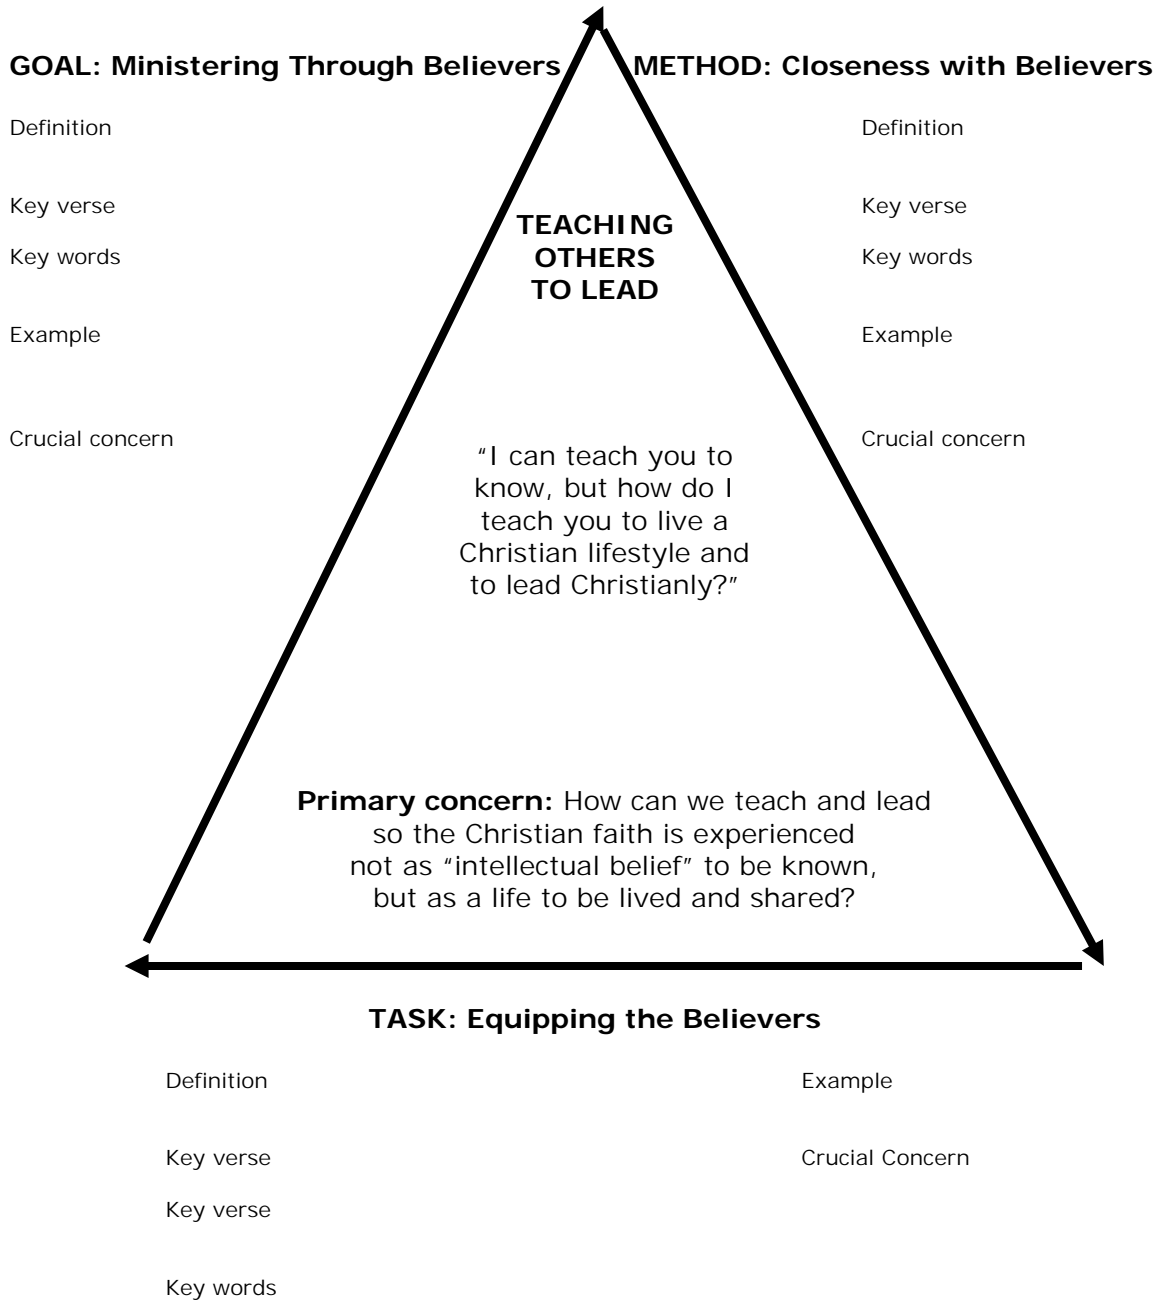 GOAL: Ministering Through Believers
Definition
Key verse
Key words
Example
Crucial concern
METHOD: Closeness with Believers
Definition
Key verse
Key words
Example
Crucial concern
TEACHING
OTHERS
TO LEAD
“I can teach you to
know, but how do I
teach you to live a
Christian lifestyle and
to lead Christianly?”
Primary concern: How can we teach and lead
so the Christian faith is experienced
not as “intellectual belief” to be known,
but as a life to be lived and shared?
TASK: Equipping the Believers
Definition
Key verse
Key verse
Key words
Example
Crucial Concern